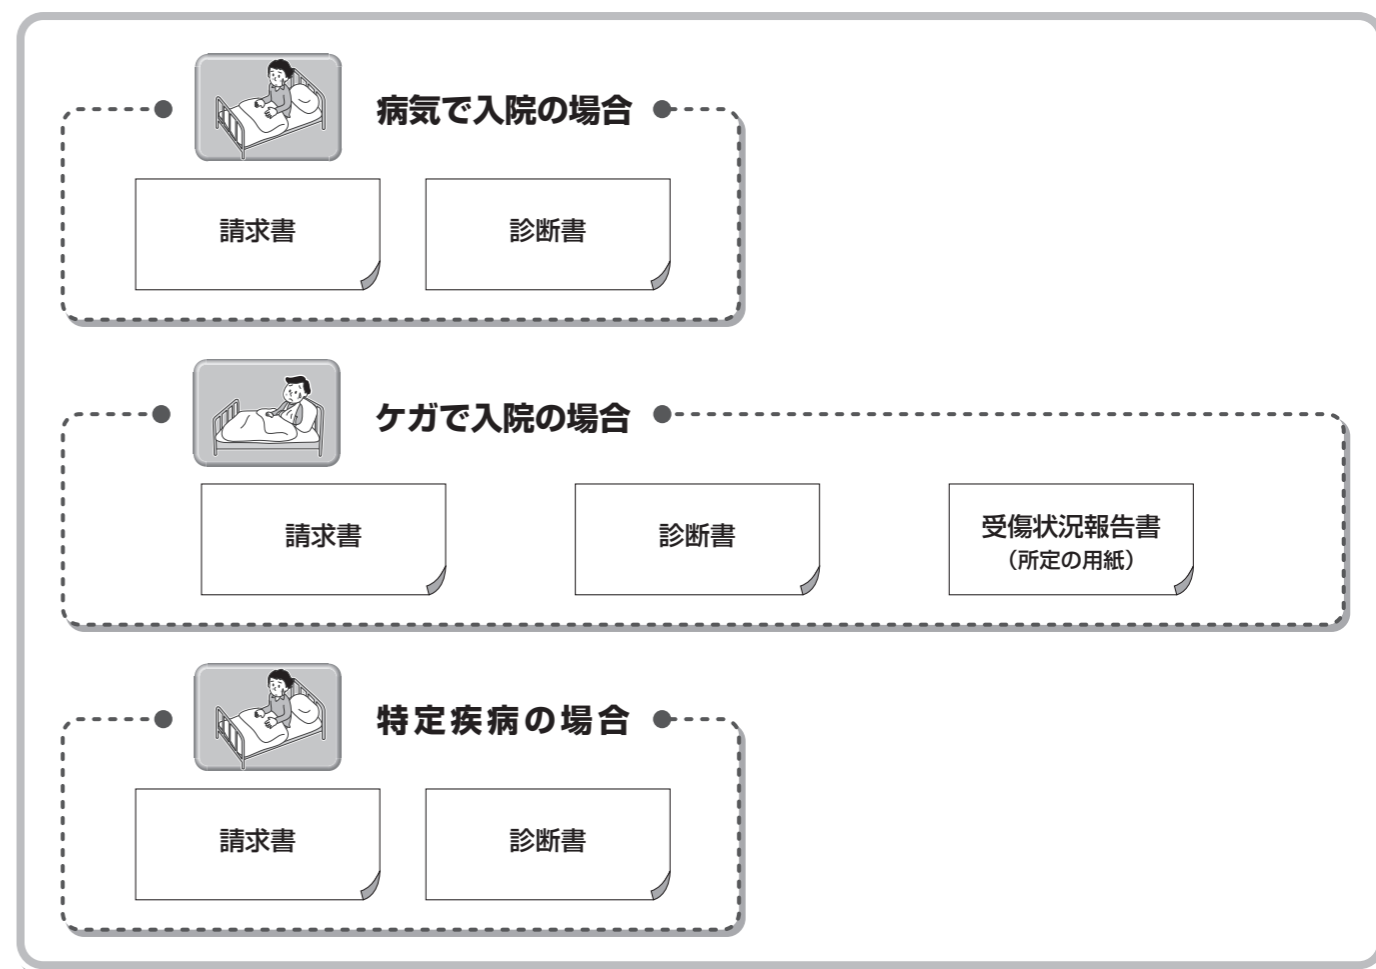 病気で入院の場合
請求書
診断書
ケガで入院の場合
請求書
診断書
受傷状況報告書
（所定の用紙）
特定疾病の場合
請求書
診断書